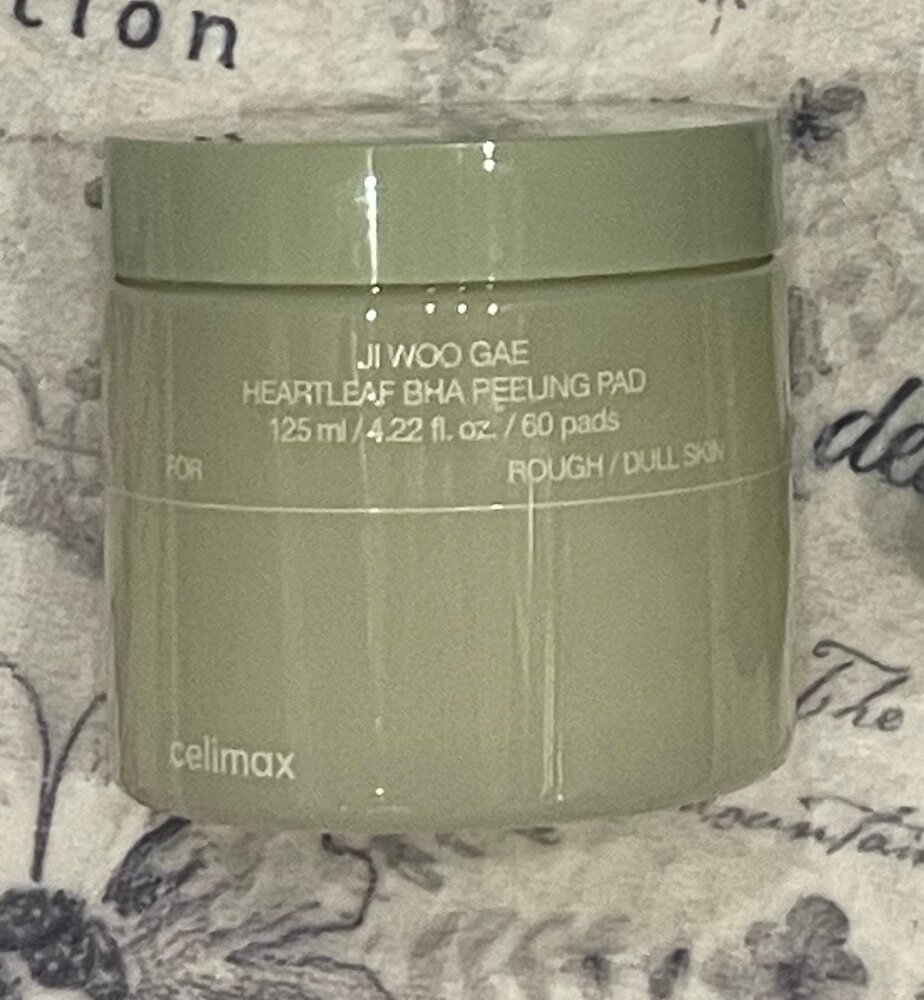 tion
JI WOO GAE
HEARTLEAF BHA PEELING PAD
125 ml / 4.22 fl. oz. / 60 pads
FOR ROUGH / DULL SKIN
de
celimax
The